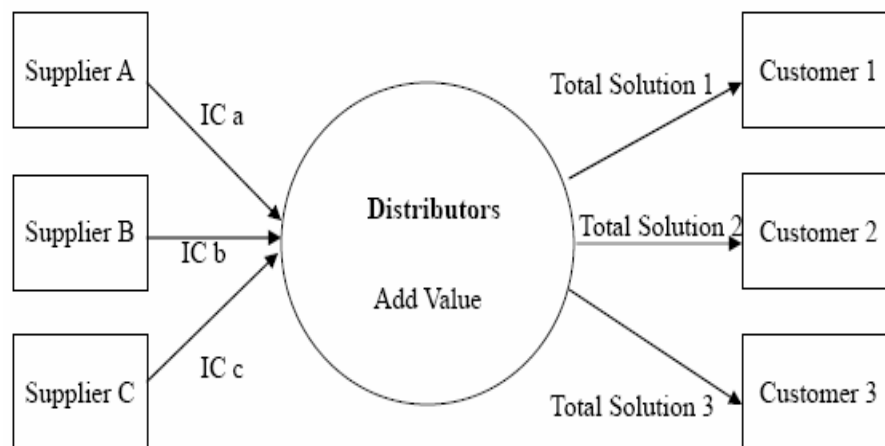 Supplier A
IC a
Total Solution 1
Customer 1
Supplier B
IC b
Distributors
Add Value
Total Solution 2
Customer 2
Supplier C
IC c
Total Solution 3
Customer 3